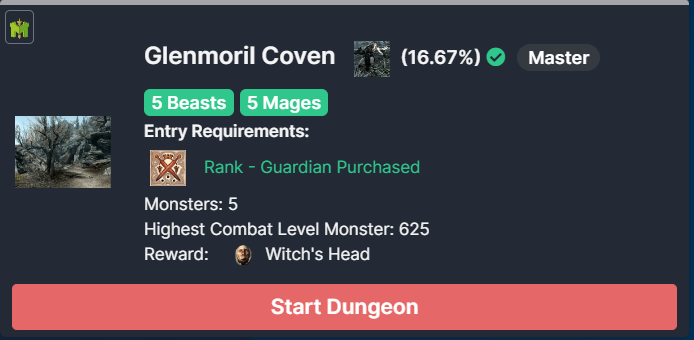 Glenmoril Coven (16.67%) Master
5 Beasts 5 Mages
Entry Requirements:
Rank - Guardian Purchased
Monsters: 5
Highest Combat Level Monster: 625
Reward: Witch's Head
Start Dungeon